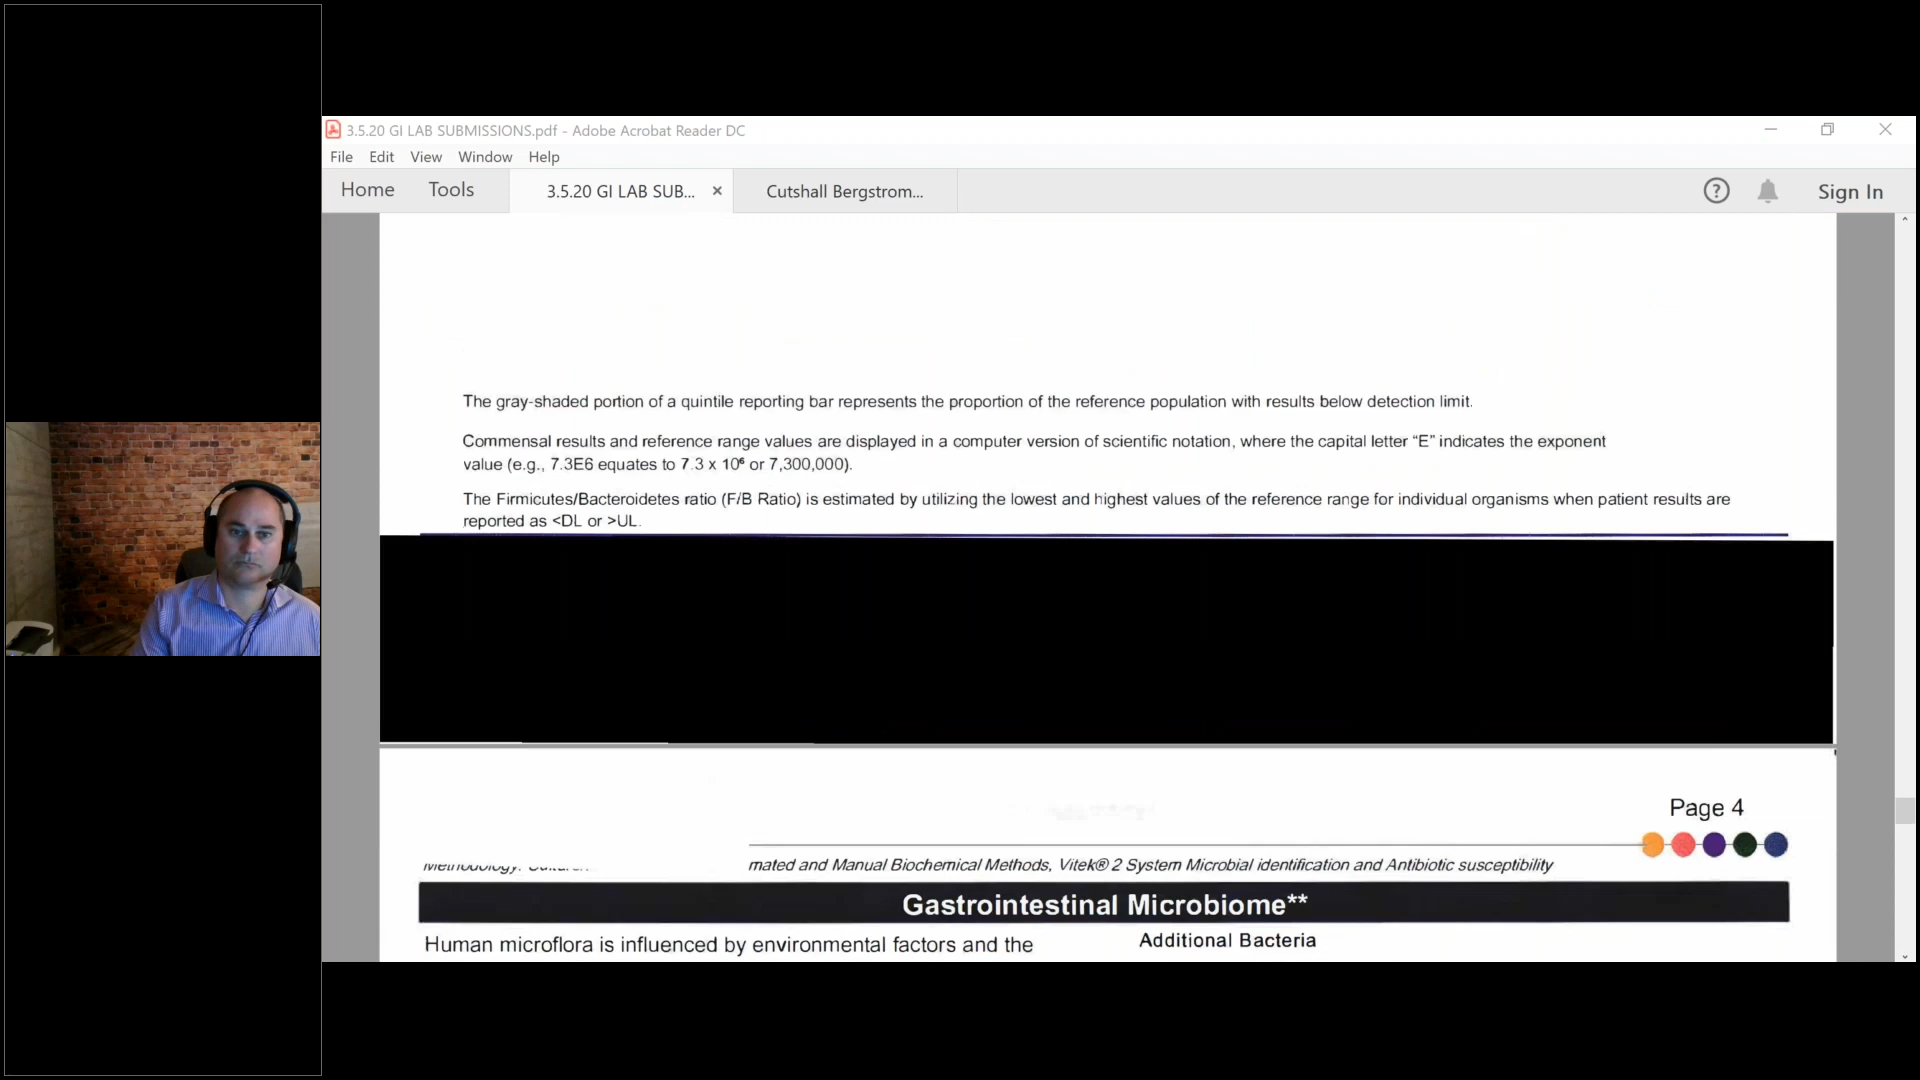 3.5.20 GI LAB SUBMISSIONS.pdf - Adobe Acrobat Reader DC
File Edit View Window Help
Home Tools 3.5.20 GI LAB SUB... × Cutshall Bergstrom... ? Sign In
The gray-shaded portion of a quintile reporting bar represents the proportion of the reference population with results below detection limit.
Commensal results and reference range values are displayed in a computer version of scientific notation, where the capital letter “E” indicates the exponent
value (e.g., 7.3E6 equates to 7.3 x 10⁶ or 7,300,000).
The Firmicutes/Bacteroidetes ratio (F/B Ratio) is estimated by utilizing the lowest and highest values of the reference range for individual organisms when patient results are
reported as <DL or >UL.
Page 4
Methodology: mated and Manual Biochemical Methods, Vitek® 2 System Microbial identification and Antibiotic susceptibility
Gastrointestinal Microbiome**
Human microflora is influenced by environmental factors and the
Additional Bacteria